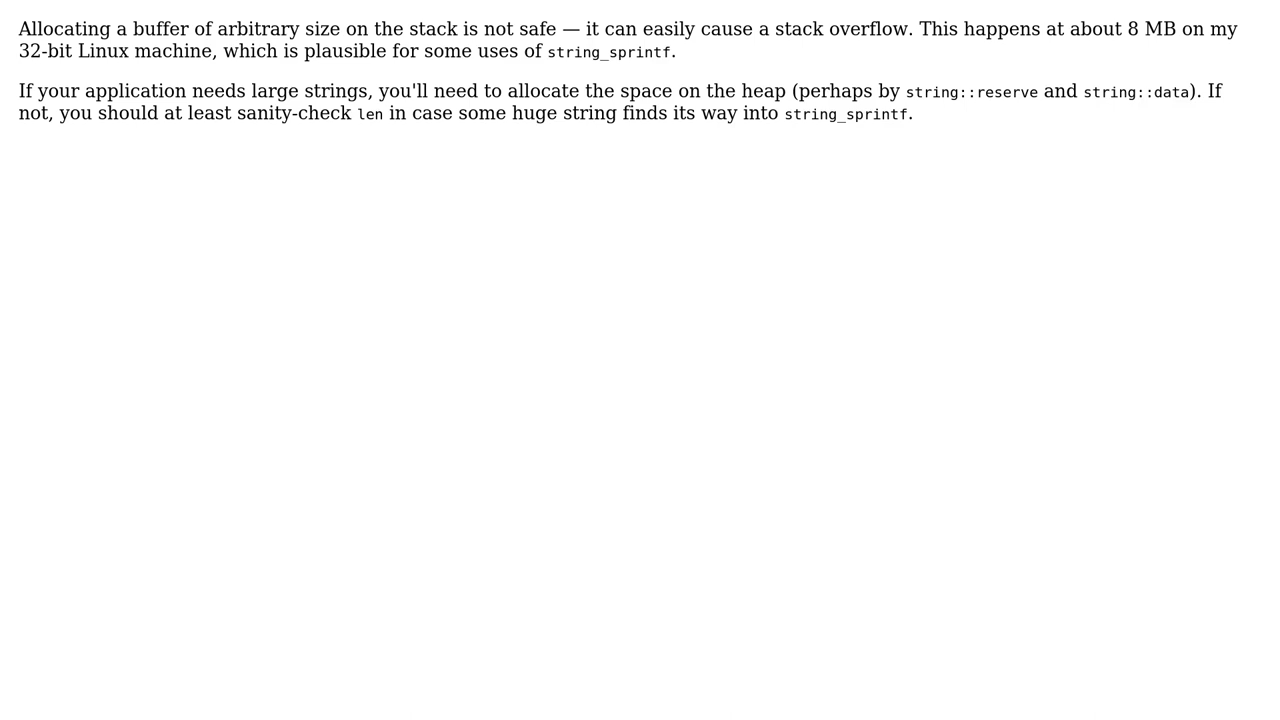 Allocating a buffer of arbitrary size on the stack is not safe — it can easily cause a stack overflow. This happens at about 8 MB on my
32-bit Linux machine, which is plausible for some uses of string_sprintf.
If your application needs large strings, you'll need to allocate the space on the heap (perhaps by string::reserve and string::data). If
not, you should at least sanity-check len in case some huge string finds its way into string_sprintf.